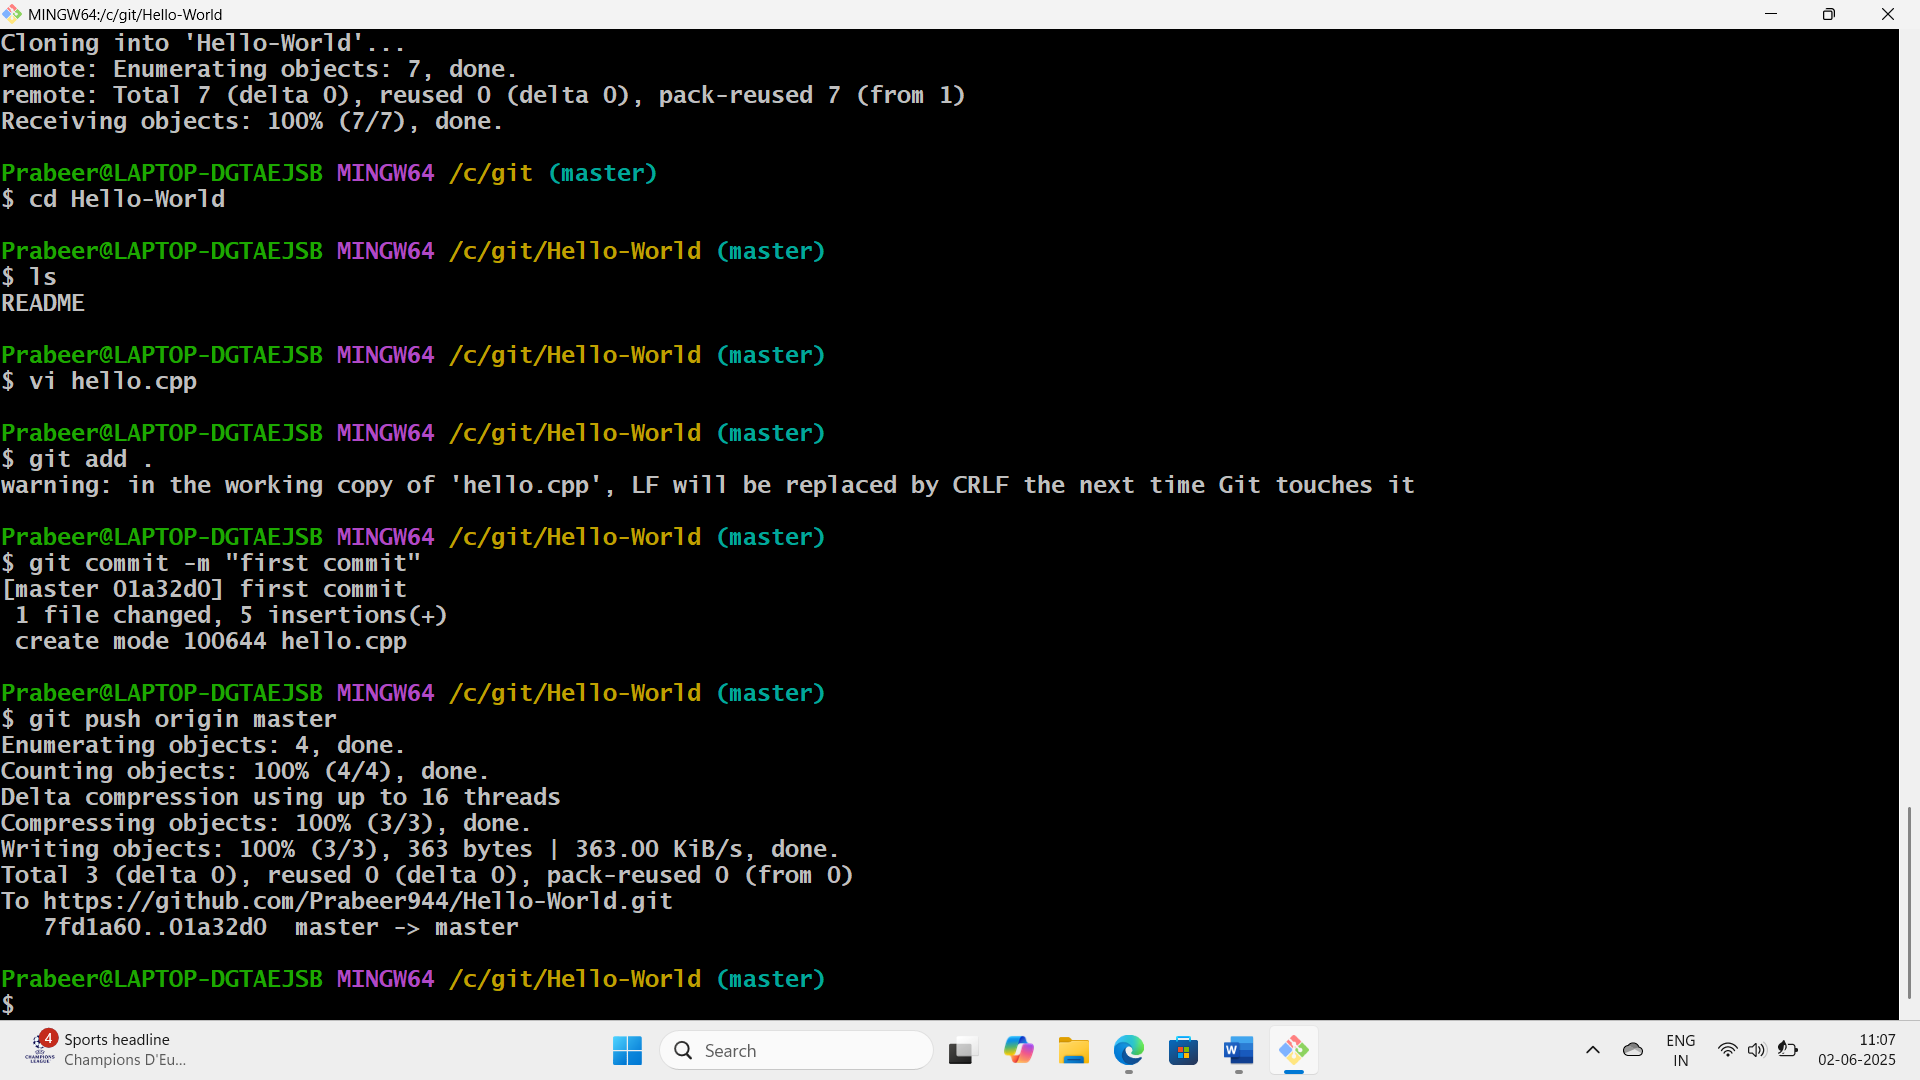 MINGW64:/c/git/Hello-World
Cloning into 'Hello-World'...
remote: Enumerating objects: 7, done.
remote: Total 7 (delta 0), reused 0 (delta 0), pack-reused 7 (from 1)
Receiving objects: 100% (7/7), done.
Prabeer@LAPTOP-DGTAEJSB MINGW64 /c/git (master)
$ cd Hello-World
Prabeer@LAPTOP-DGTAEJSB MINGW64 /c/git/Hello-World (master)
$ ls
README
Prabeer@LAPTOP-DGTAEJSB MINGW64 /c/git/Hello-World (master)
$ vi hello.cpp
Prabeer@LAPTOP-DGTAEJSB MINGW64 /c/git/Hello-World (master)
$ git add .
warning: in the working copy of 'hello.cpp', LF will be replaced by CRLF the next time Git touches it
Prabeer@LAPTOP-DGTAEJSB MINGW64 /c/git/Hello-World (master)
$ git commit -m "first commit"
[master 01a32d0] first commit
 1 file changed, 5 insertions(+)
 create mode 100644 hello.cpp
Prabeer@LAPTOP-DGTAEJSB MINGW64 /c/git/Hello-World (master)
$ git push origin master
Enumerating objects: 4, done.
Counting objects: 100% (4/4), done.
Delta compression using up to 16 threads
Compressing objects: 100% (3/3), done.
Writing objects: 100% (3/3), 363 bytes | 363.00 KiB/s, done.
Total 3 (delta 0), reused 0 (delta 0), pack-reused 0 (from 0)
To https://github.com/Prabeer944/Hello-World.git
   7fd1a60..01a32d0  master -> master
Prabeer@LAPTOP-DGTAEJSB MINGW64 /c/git/Hello-World (master)
$
4
CHAMPIONS
LEAGUE
Sports headline
Champions D'Eu...
Search
W
ENG
IN
11:07
02-06-2025